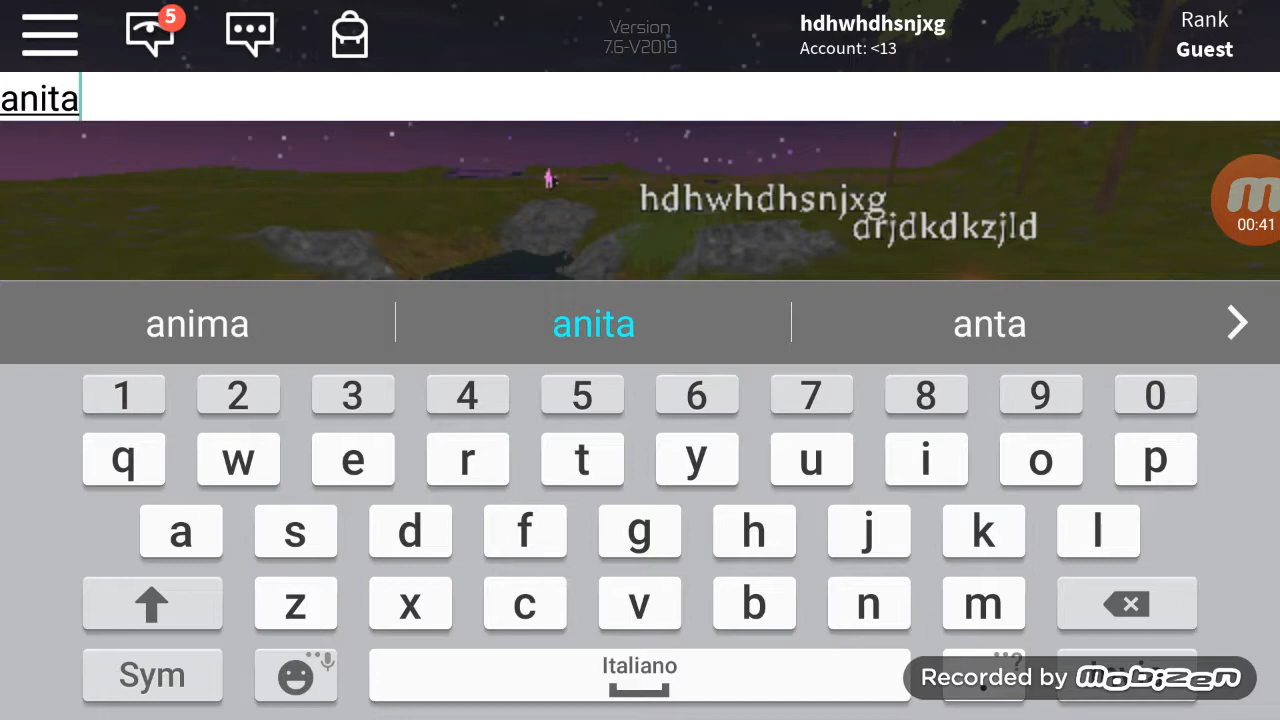 5
Version
7.6-V2019
hdhwhdhsnjxg
Account: <13
Rank
Guest
anita
hdhwhdhsnjxg
drjdkdkzjld
00:41
anima anita anta
1 2 3 4 5 6 7 8 9 0
q w e r t y u i o p
a s d f g h j k l
z x c v b n m
Sym Italiano
Recorded by mobizen